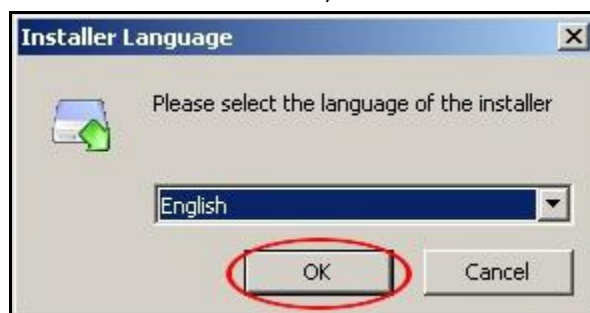 Installer Language
Please select the language of the installer
English
OK
Cancel